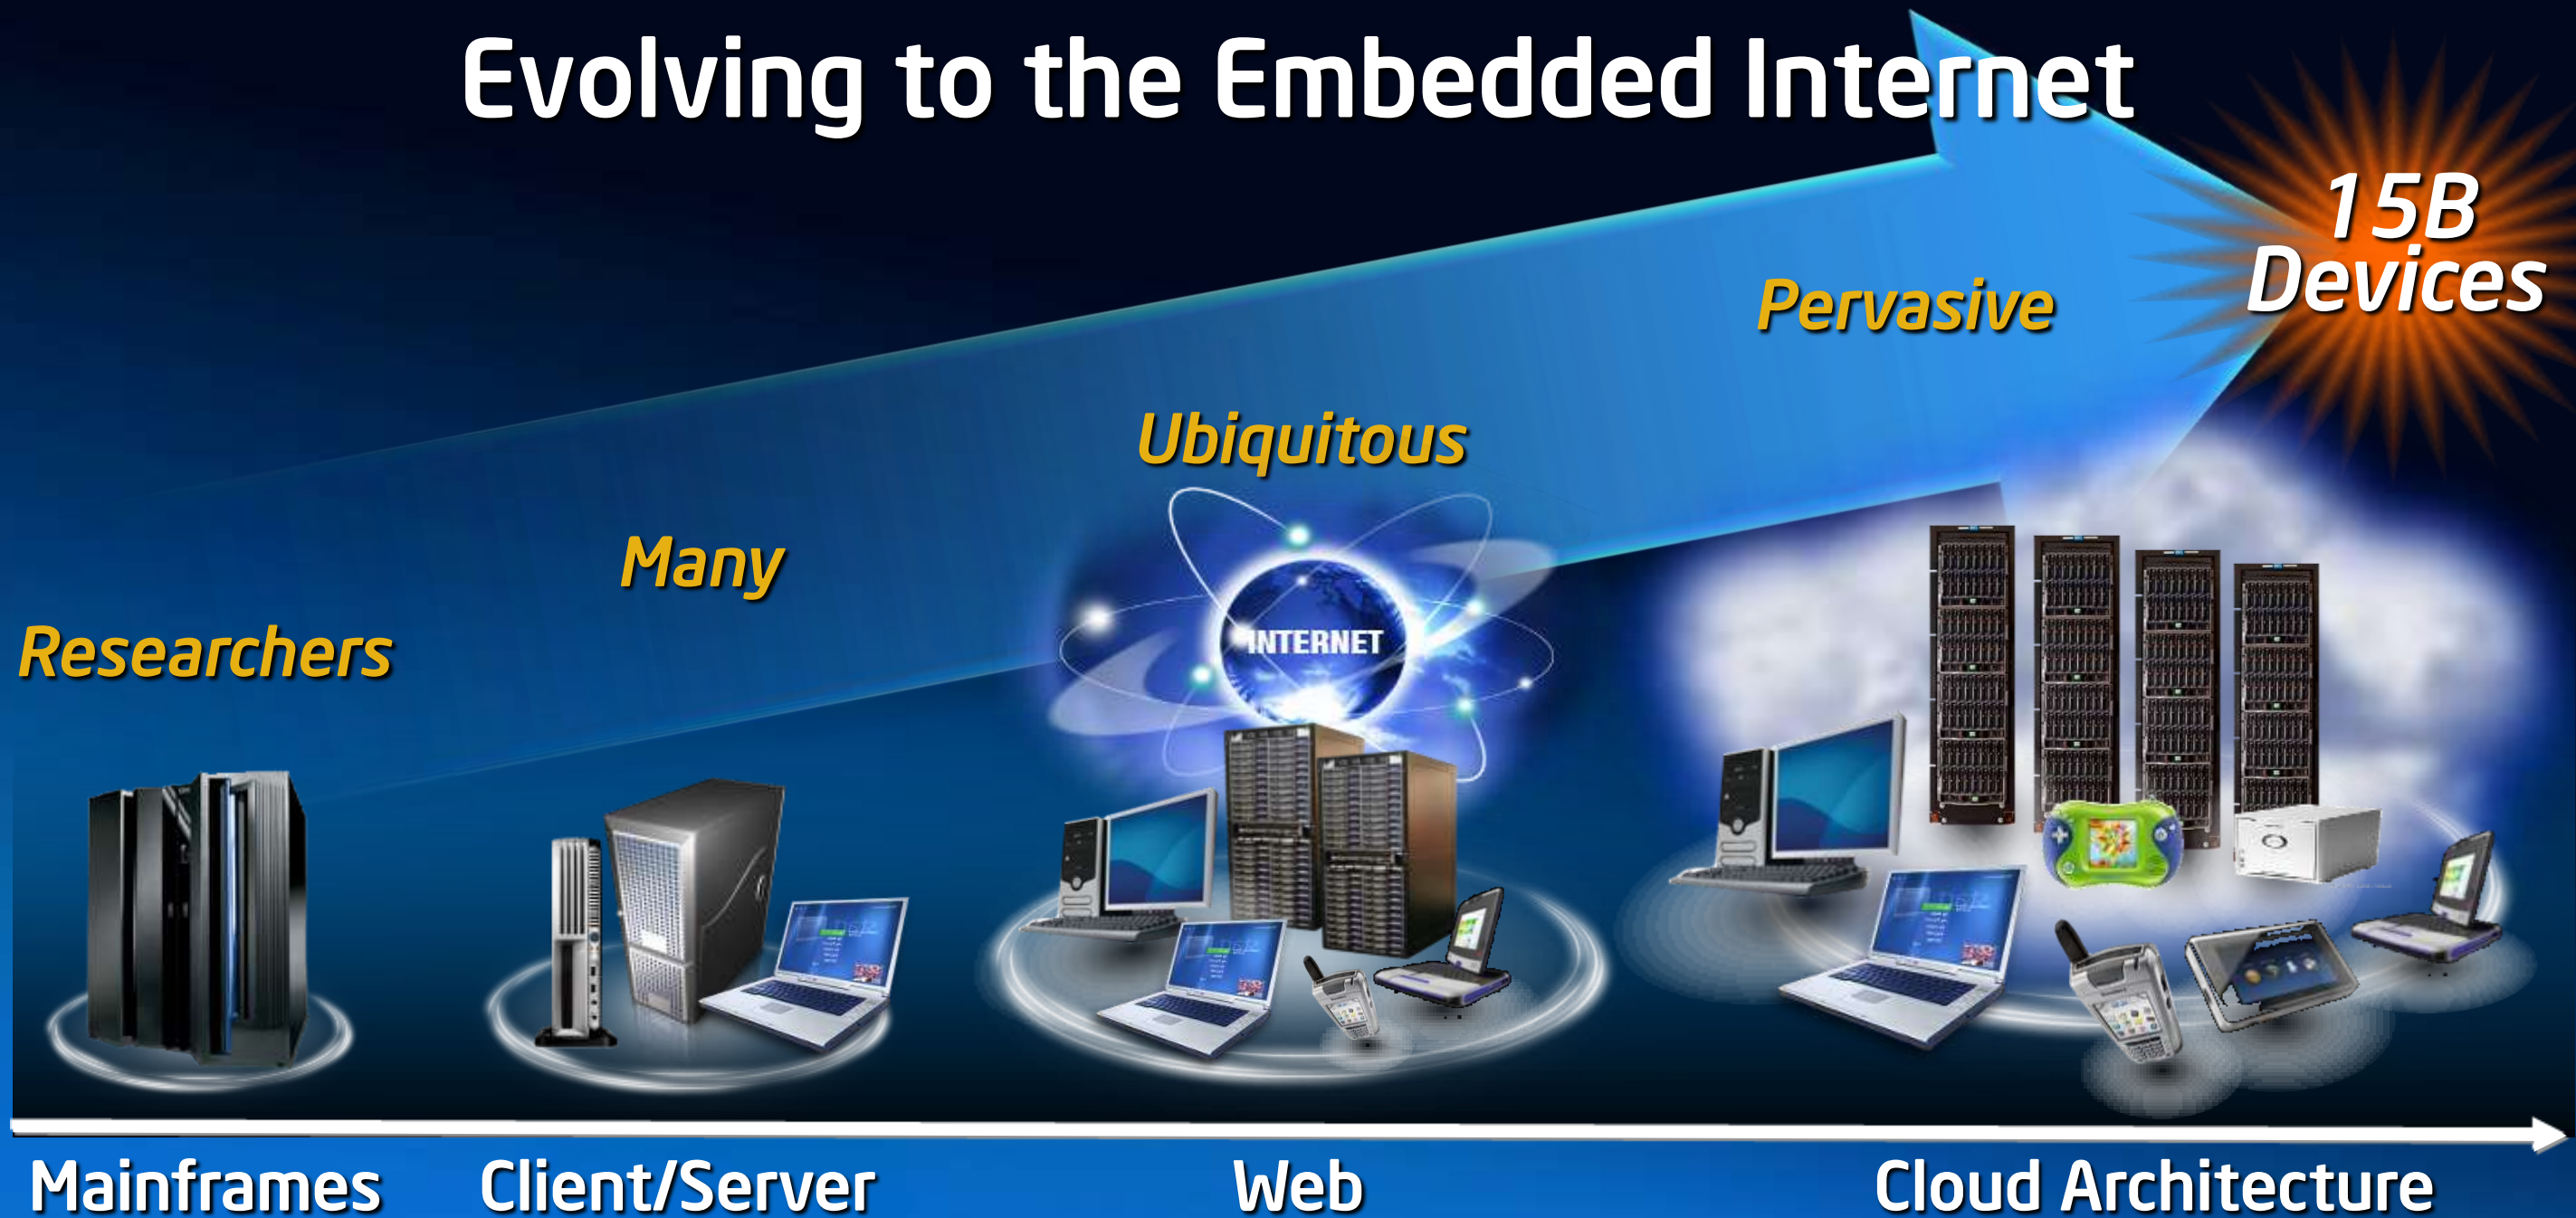 Evolving to the Embedded Internet
15B
Devices
Pervasive
Ubiquitous
Many
Researchers
INTERNET
Mainframes
Client/Server
Web
Cloud Architecture